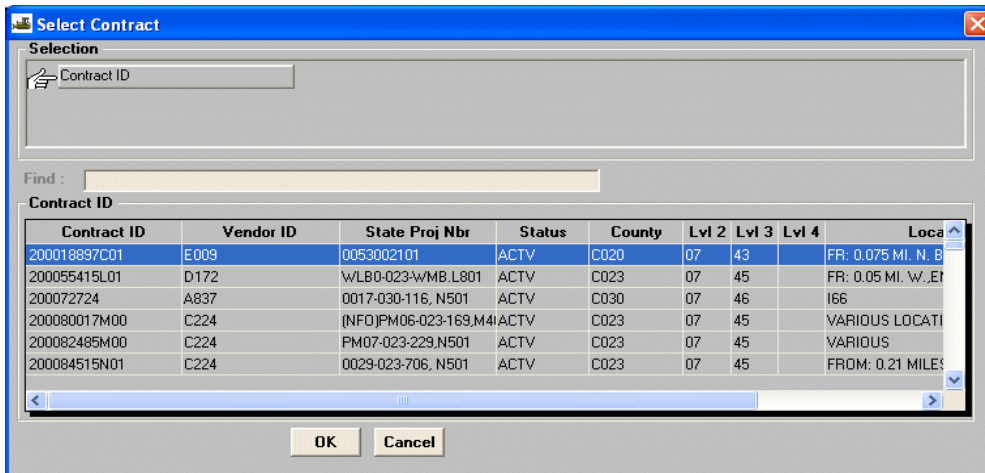 Select Contract
Selection
Contract ID
Find :
Contract ID
Contract ID Vendor ID State Proj Nbr Status County Lvl 2 Lvl 3 Lvl 4 Loca
200018897C01 E009 0053002101 ACTV C020 07 43 FR: 0.075 MI. N. B
200055415L01 D172 WLB0-023-WMB.L801 ACTV C023 07 45 FR: 0.05 MI. W.,EN
200072724 A837 0017-030-116, N501 ACTV C030 07 46 I66
200080017M00 C224 (NFO)PM06-023-169,M4 ACTV C023 07 45 VARIOUS LOCATI
200082485M00 C224 PM07-023-229,N501 ACTV C023 07 45 VARIOUS
200084515N01 C224 0029-023-706, N501 ACTV C023 07 45 FROM: 0.21 MILES
OK Cancel